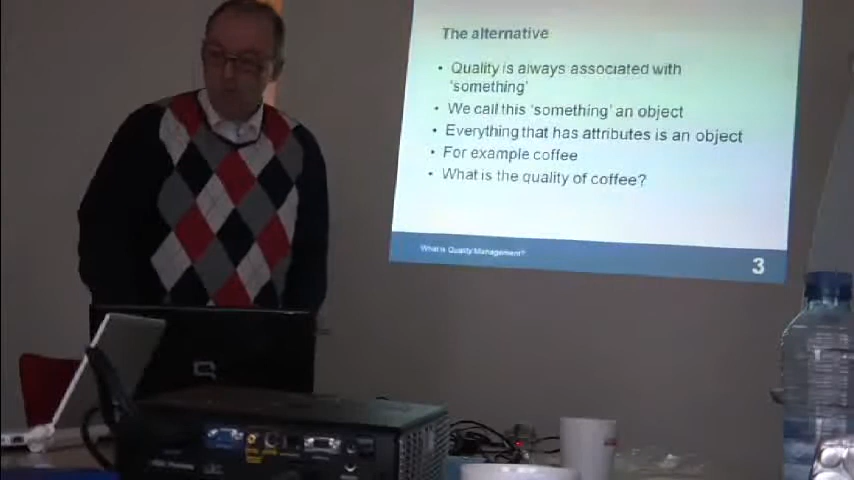 The alternative
• Quality is always associated with
'something'
• We call this 'something' an object
• Everything that has attributes is an object
• For example coffee
• What is the quality of coffee?
What is Quality Management?
3